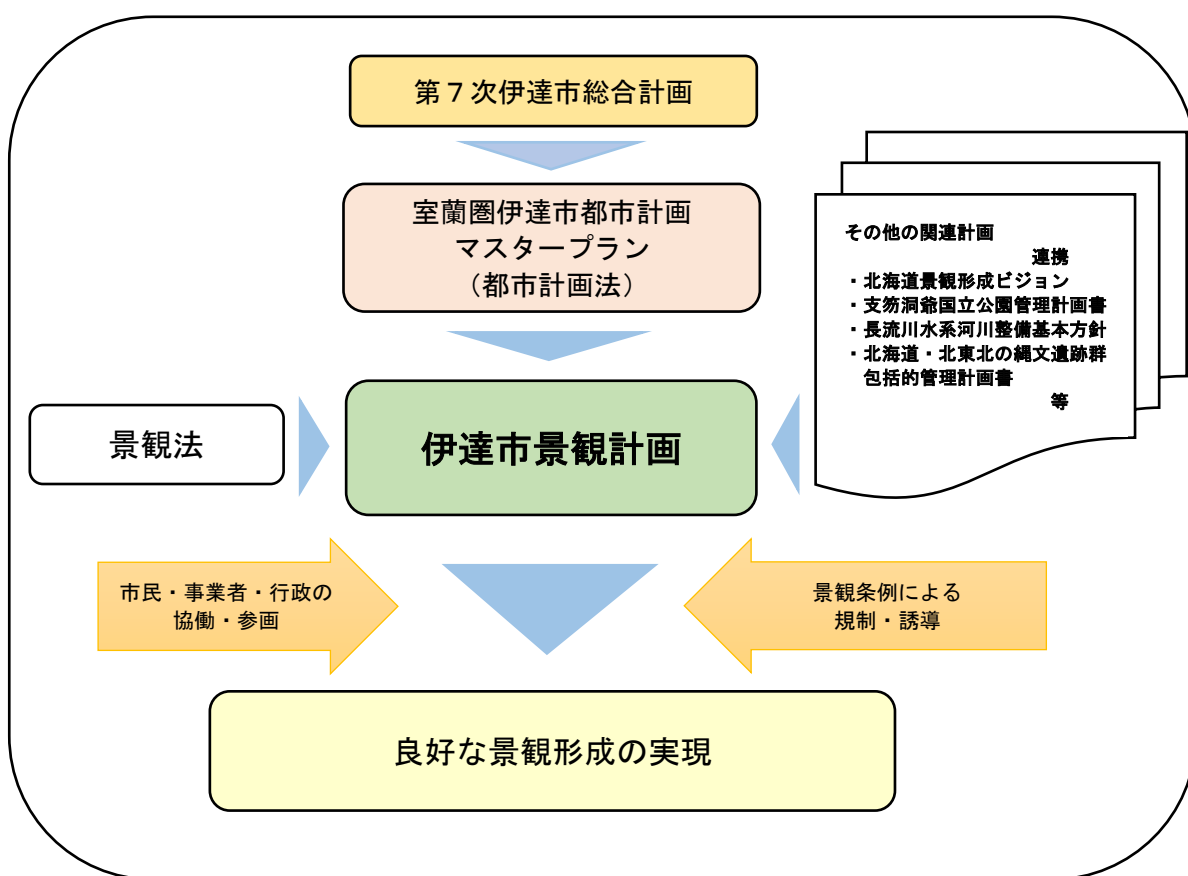 第７次伊達市総合計画
室蘭圏伊達市都市計画
マスタープラン
（都市計画法）
その他の関連計画
連携
・北海道景観形成ビジョン
・支笏洞爺国立公園管理計画書
・長流川水系河川整備基本方針
・北海道・北東北の縄文遺跡群
包括的管理計画書
等
景観法
伊達市景観計画
市民・事業者・行政の
協働・参画
景観条例による
規制・誘導
良好な景観形成の実現